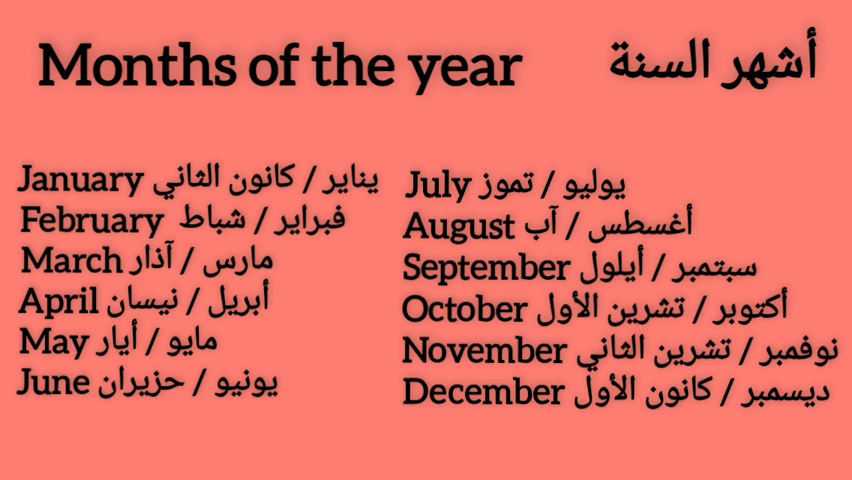 Months of the year
أشهر السنة
January يناير / كانون الثاني
February فبراير / شباط
March مارس / آذار
April أبريل / نيسان
May مايو / أيار
June يونيو / حزيران
July يوليو / تموز
August أغسطس / آب
September سبتمبر / أيلول
October أكتوبر / تشرين الأول
November نوفمبر / تشرين الثاني
December ديسمبر / كانون الأول